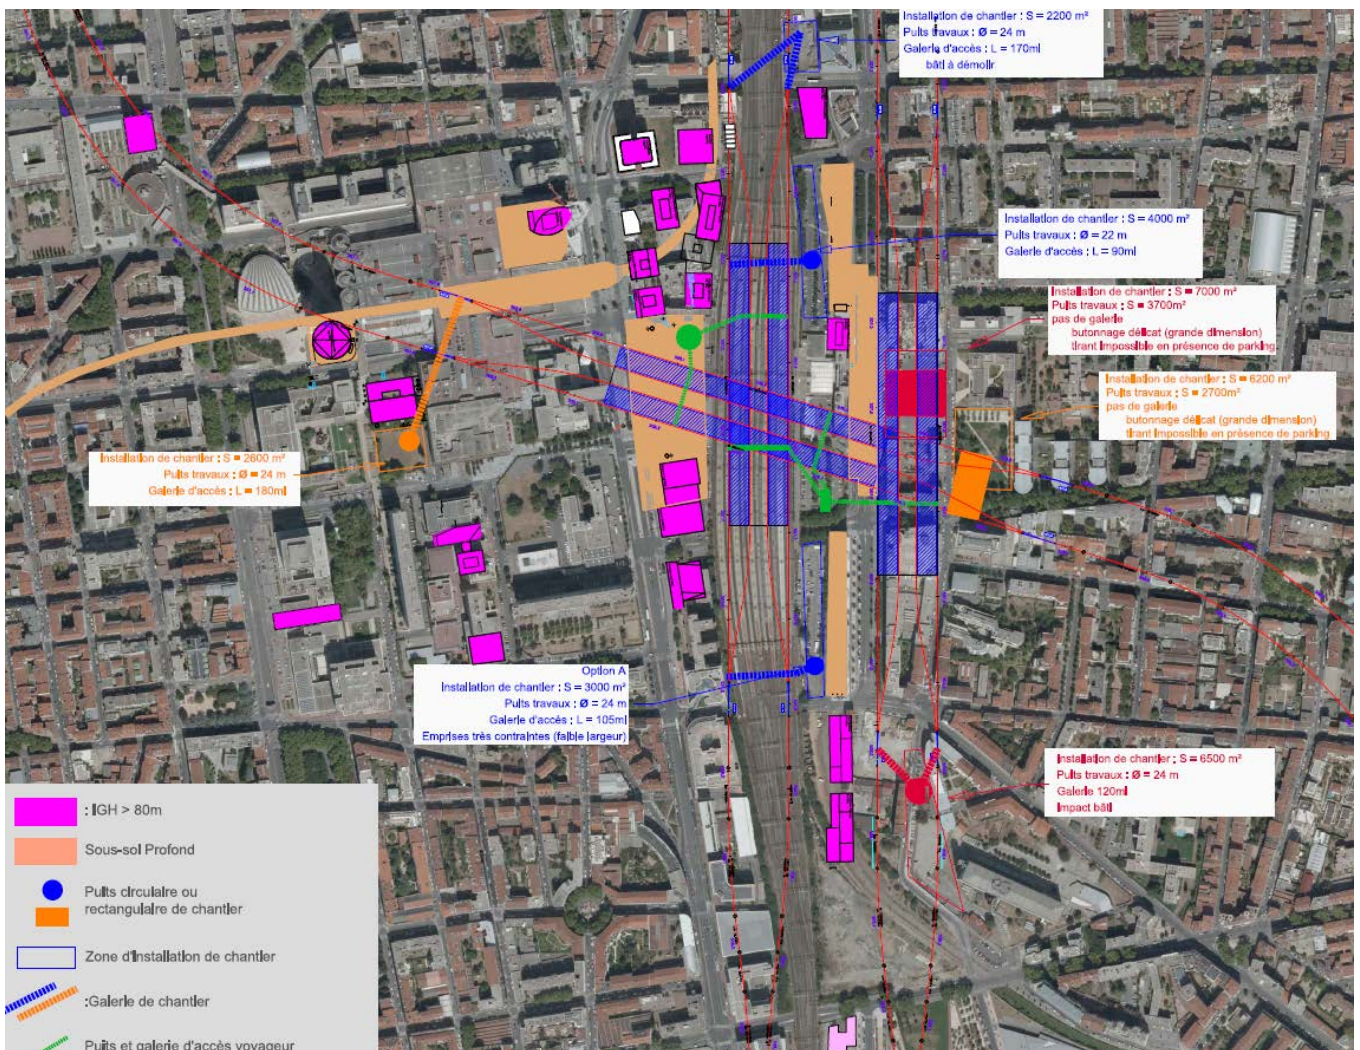 Installation de chantier : S = 2200 m²
Puits travaux : Ø = 24 m
Galerie d'accès : L = 170ml
bâti à démolir
Installation de chantier : S = 4000 m²
Puits travaux : Ø = 22 m
Galerie d'accès : L = 90ml
Installation de chantier : S = 7000 m²
Puits travaux : S = 3700m²
pas de galerie
butonnage délicat (grande dimension)
tirant impossible en présence de parking
Installation de chantier : S = 6200 m²
Puits travaux : S = 2700m²
pas de galerie
butonnage délicat (grande dimension)
tirant impossible en présence de parking
Installation de chantier : S = 2600 m²
Puits travaux : Ø = 24 m
Galerie d'accès : L = 180ml
Option A
Installation de chantier : S = 3000 m²
Puits travaux : Ø = 24 m
Galerie d'accès : L = 105ml
Emprises très contraintes (faible largeur)
Installation de chantier : S = 6500 m²
Puits travaux : Ø = 24 m
Galerie 120ml
Impact bâti
: IGH > 80m
Sous-sol Profond
Puits circulaire ou
rectangulaire de chantier
Zone d'installation de chantier
:Galerie de chantier
Puits et galerie d'accès voyageur